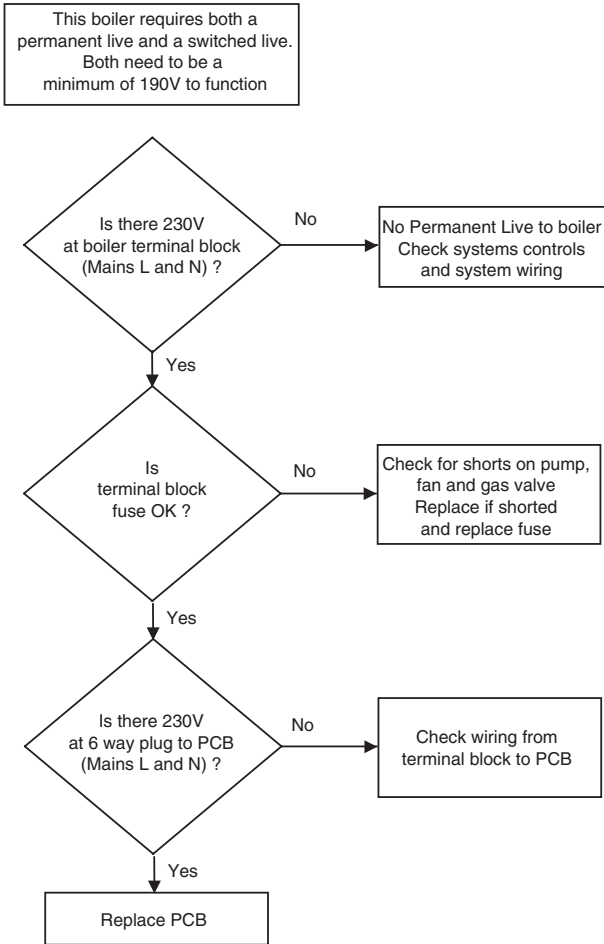 This boiler requires both a
permanent live and a switched live.
Both need to be a
minimum of 190V to function
Is there 230V
at boiler terminal block
(Mains L and N) ?
No
No Permanent Live to boiler
Check systems controls
and system wiring
Yes
Is
terminal block
fuse OK ?
No
Check for shorts on pump,
fan and gas valve
Replace if shorted
and replace fuse
Yes
Is there 230V
at 6 way plug to PCB
(Mains L and N) ?
No
Check wiring from
terminal block to PCB
Yes
Replace PCB